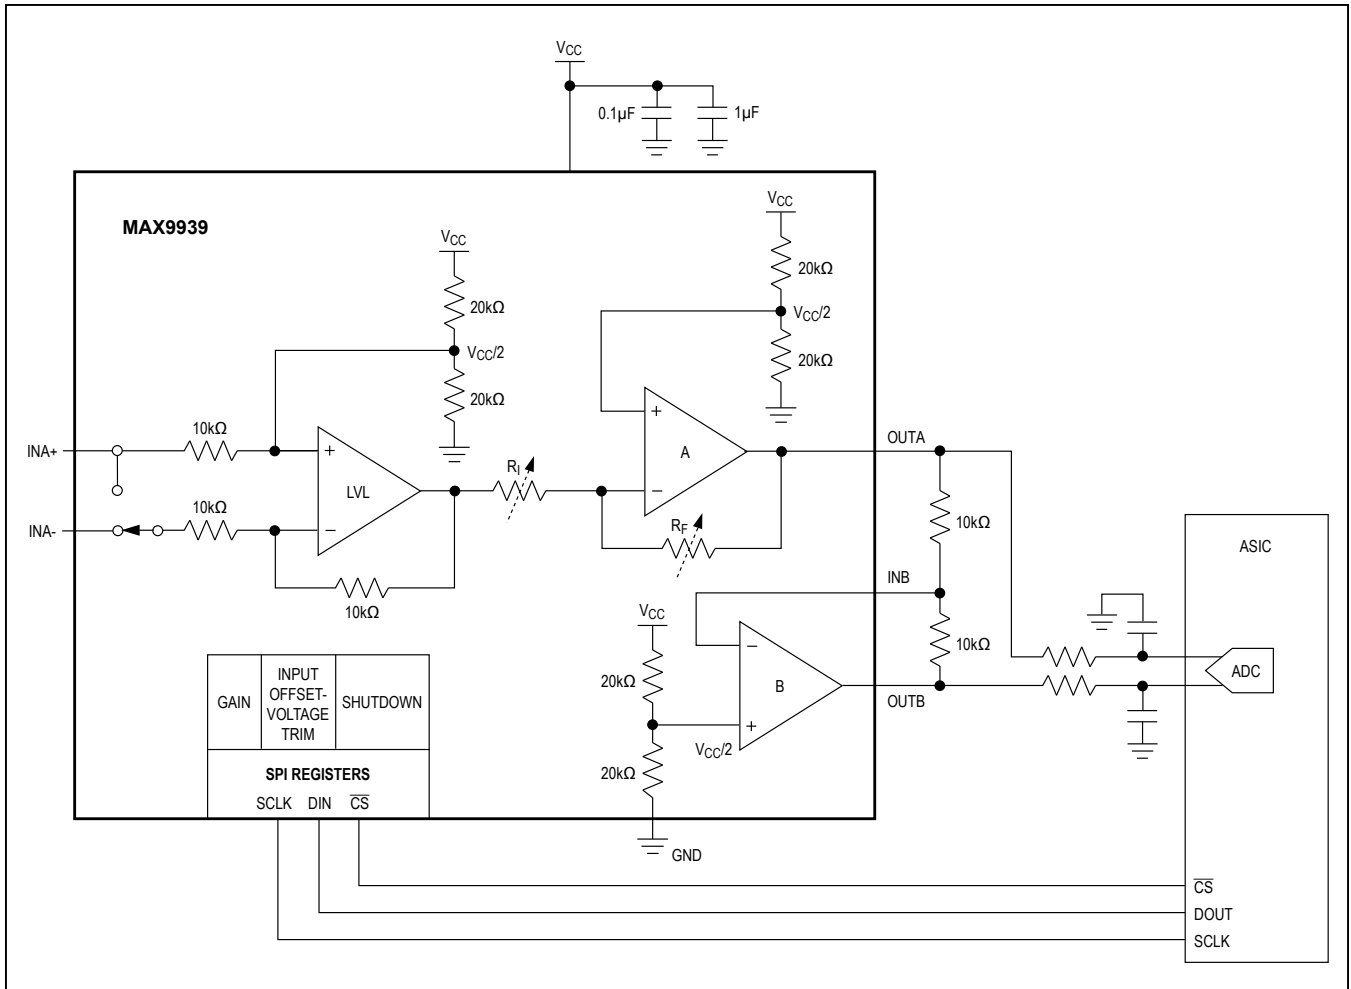 VCC
0.1µF
1µF
MAX9939
VCC
20kΩ
VCC/2
20kΩ
VCC
20kΩ
VCC/2
20kΩ
INA+
10kΩ
+
LVL
−
INA-
10kΩ
10kΩ
RI
+
A
−
RF
OUTA
10kΩ
INB
10kΩ
OUTB
VCC
20kΩ
VCC/2
20kΩ
GND
−
B
+
ASIC
ADC
GAIN
INPUT
OFFSET-
VOLTAGE
TRIM
SHUTDOWN
SPI REGISTERS
SCLK DIN C̅S̅
C̅S̅
DOUT
SCLK